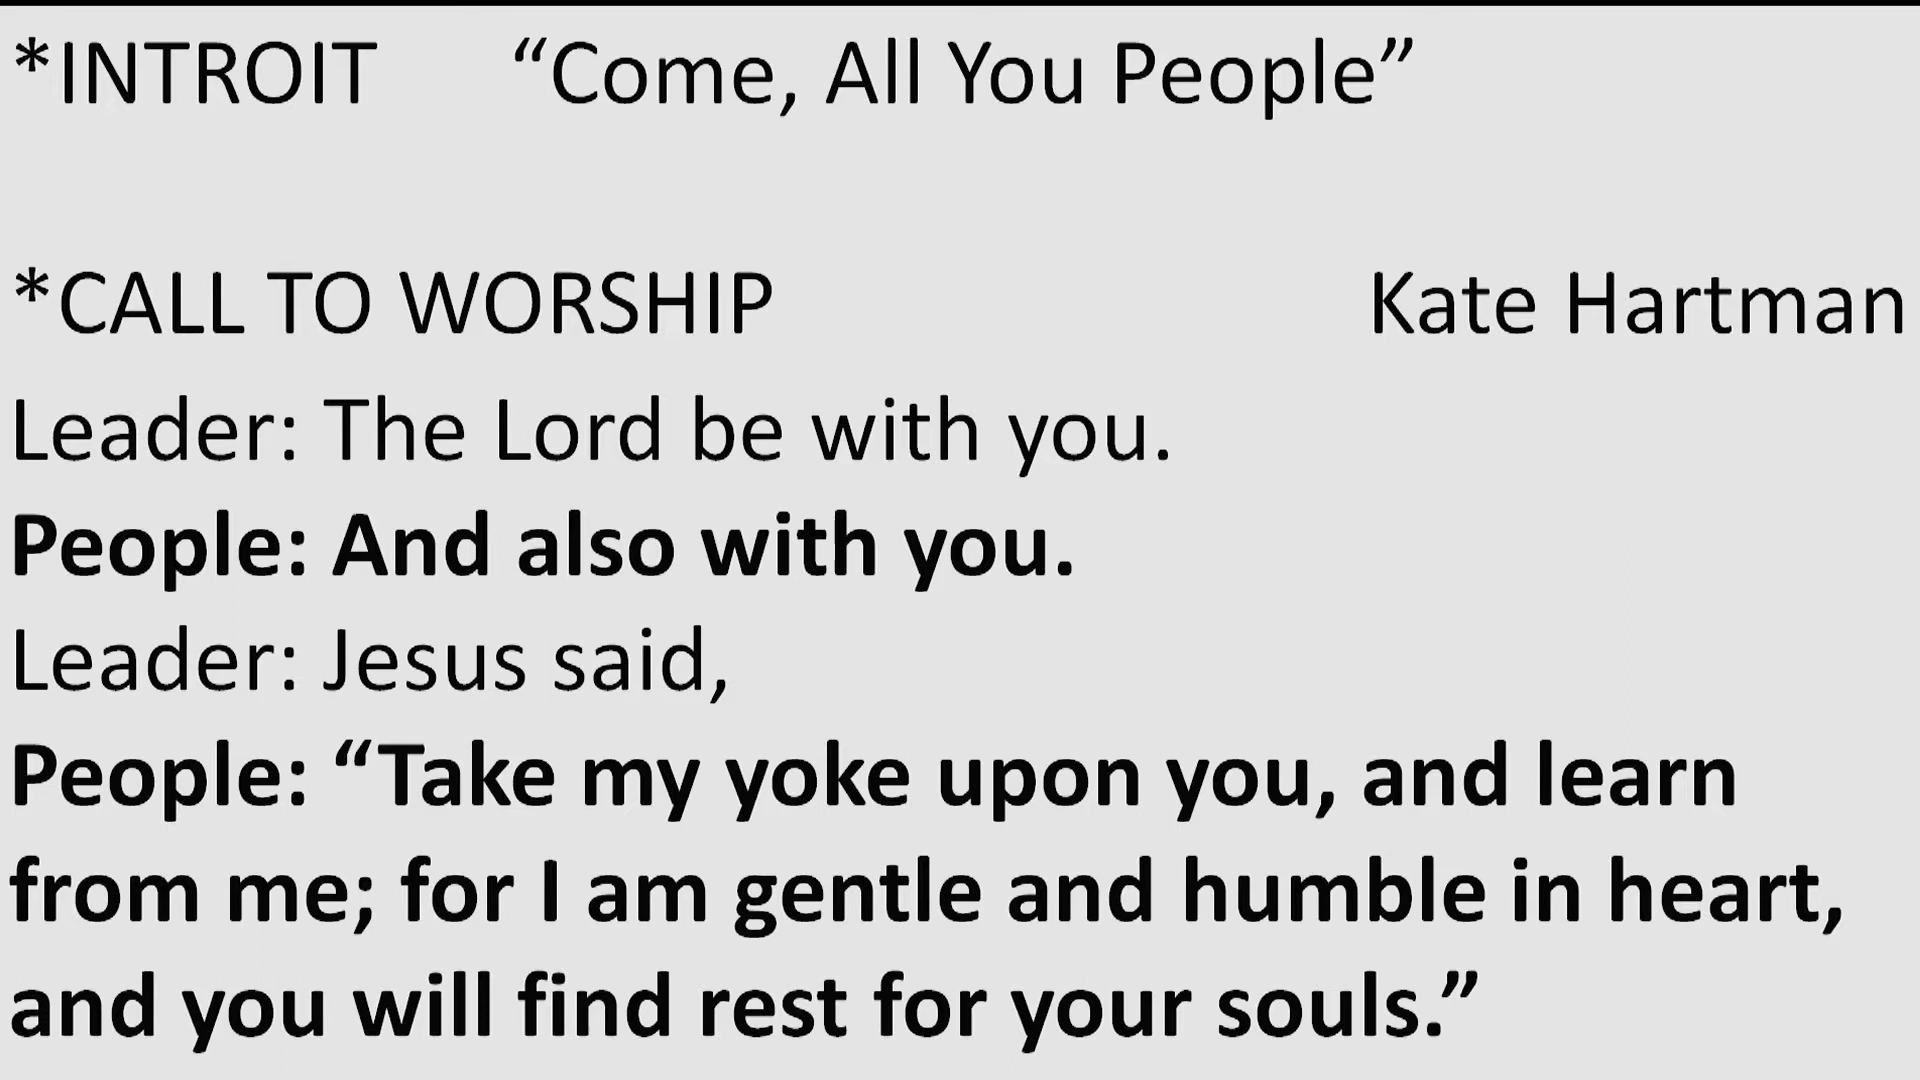 *INTROIT “Come, All You People”
*CALL TO WORSHIP Kate Hartman
Leader: The Lord be with you.
People: And also with you.
Leader: Jesus said,
People: “Take my yoke upon you, and learn
from me; for I am gentle and humble in heart,
and you will find rest for your souls.”